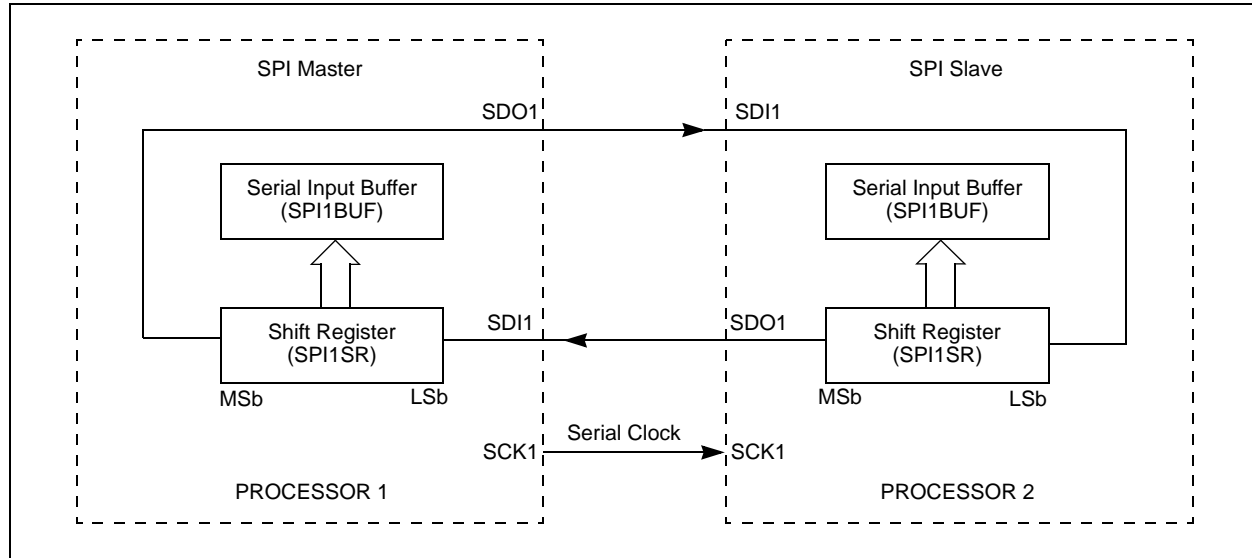 SPI Master
SPI Slave
SDO1
SDI1
Serial Input Buffer
(SPI1BUF)
Serial Input Buffer
(SPI1BUF)
Shift Register
(SPI1SR)
SDI1
SDO1
Shift Register
(SPI1SR)
MSb
LSb
MSb
LSb
Serial Clock
SCK1
SCK1
PROCESSOR 1
PROCESSOR 2